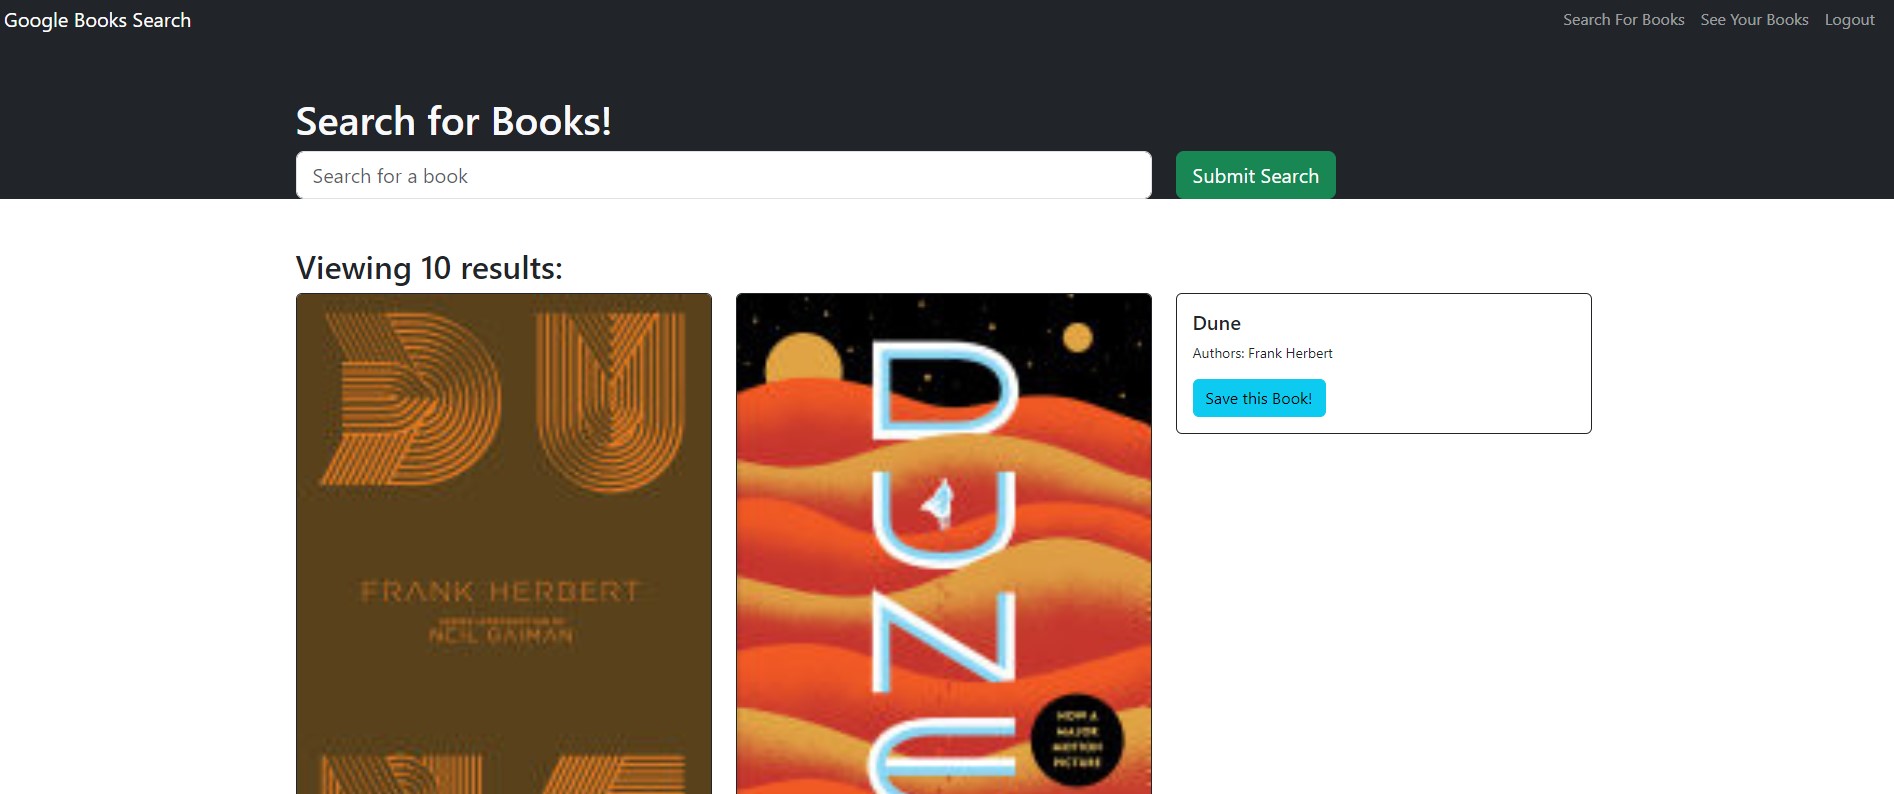 Google Books Search
Search For Books
See Your Books
Logout
Search for Books!
Search for a book
Submit Search
Viewing 10 results:
DU
FRANK HERBERT
NEIL GAIMAN
DUNE
NOW A
MAJOR
MOTION
PICTURE
Dune
Authors: Frank Herbert
Save this Book!